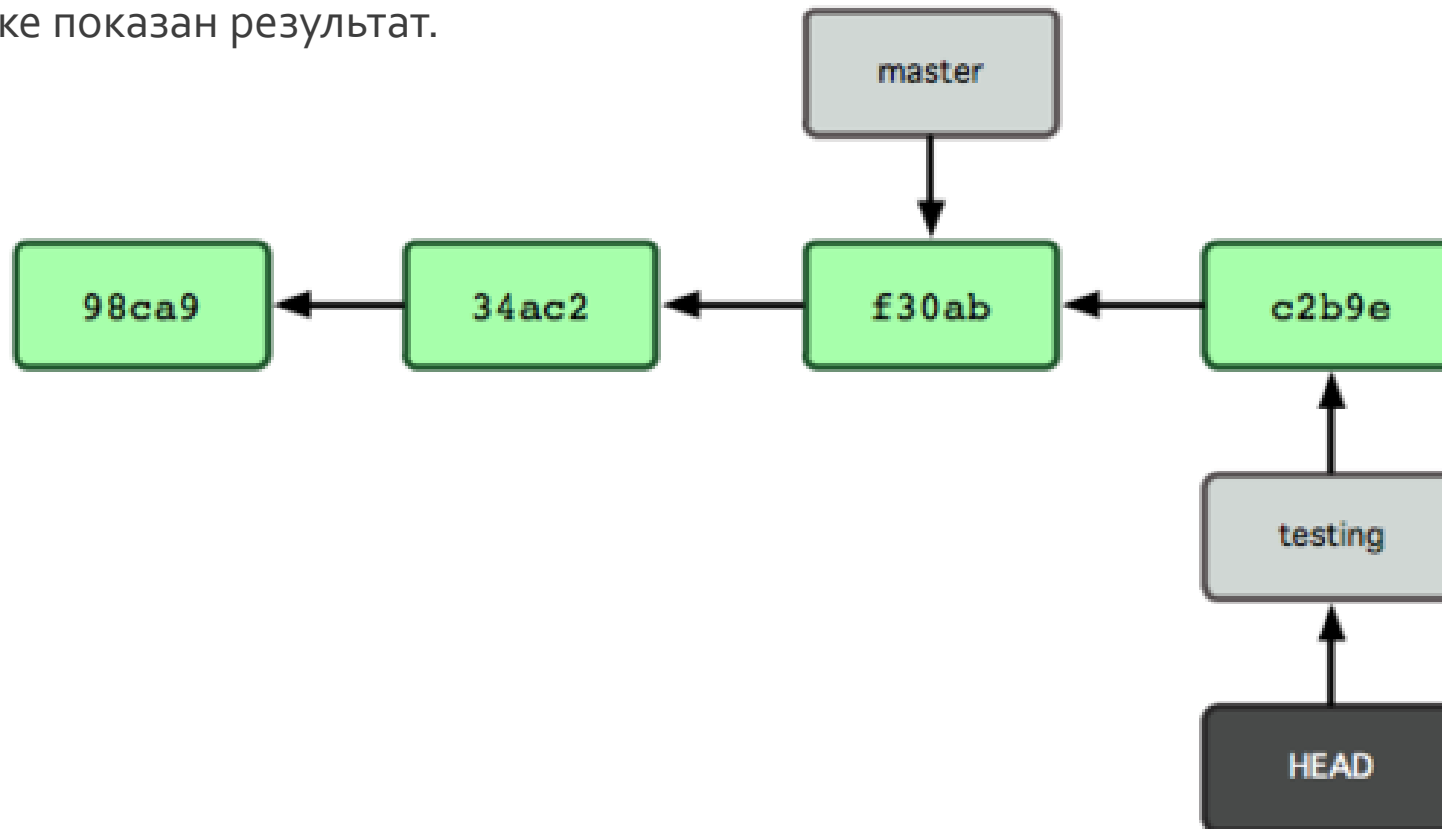 ке показан результат.
master
98ca9 34ac2 f30ab c2b9e
testing
HEAD